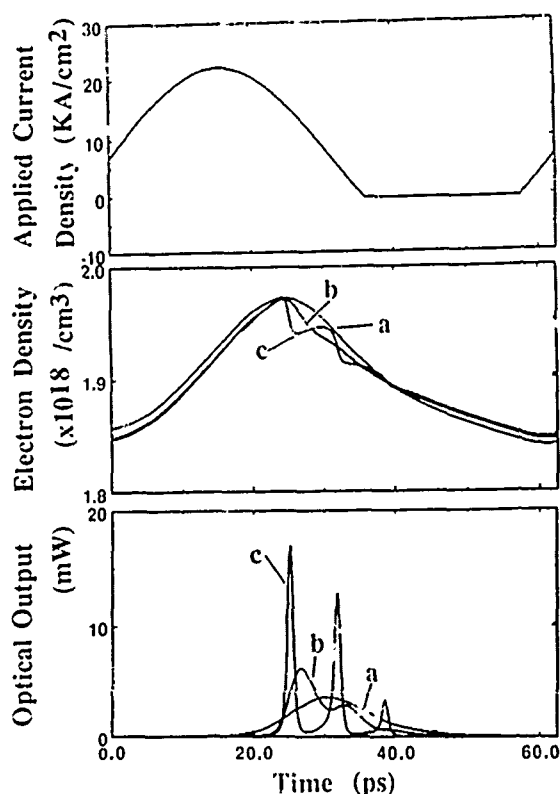 Applied Current
Density (KA/cm2)
30
20
10
0
-10
Electron Density
(x1018 /cm3)
2.0
1.9
1.8
b
a
c
Optical Output
(mW)
20
10
0
c
b
a
0.0
20.0
40.0
60.0
Time (ps)